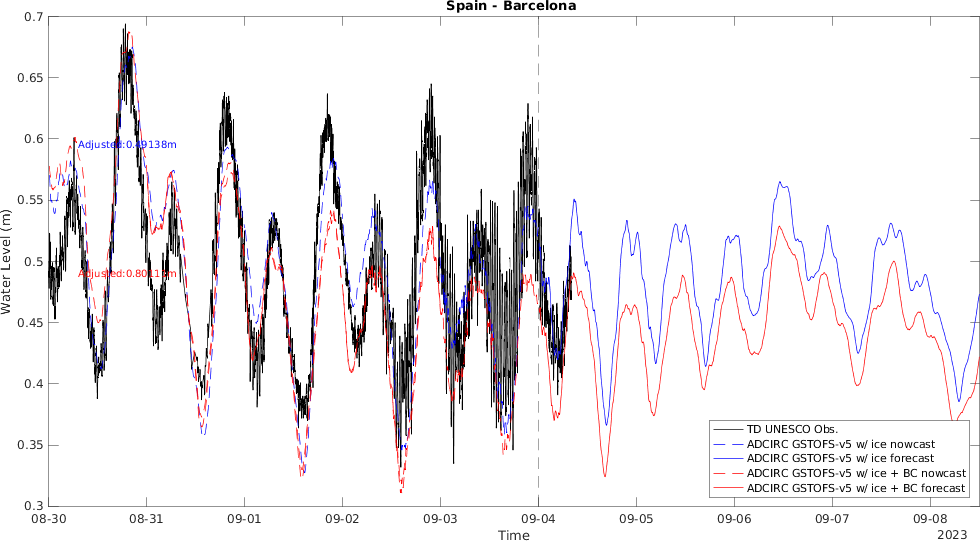 Spain - Barcelona
0.7
0.65
0.6
0.55
0.5
0.45
0.4
0.35
0.3
Water Level (m)
Adjusted:0.49138m
08-30
08-31
09-01
09-02
09-03
09-04
09-05
09-06
09-07
09-08
Time
2023
TD UNESCO Obs.
ADCIRC GSTOFS-v5 w/ ice nowcast
ADCIRC GSTOFS-v5 w/ ice forecast
ADCIRC GSTOFS-v5 w/ ice + BC nowcast
ADCIRC GSTOFS-v5 w/ ice + BC forecast